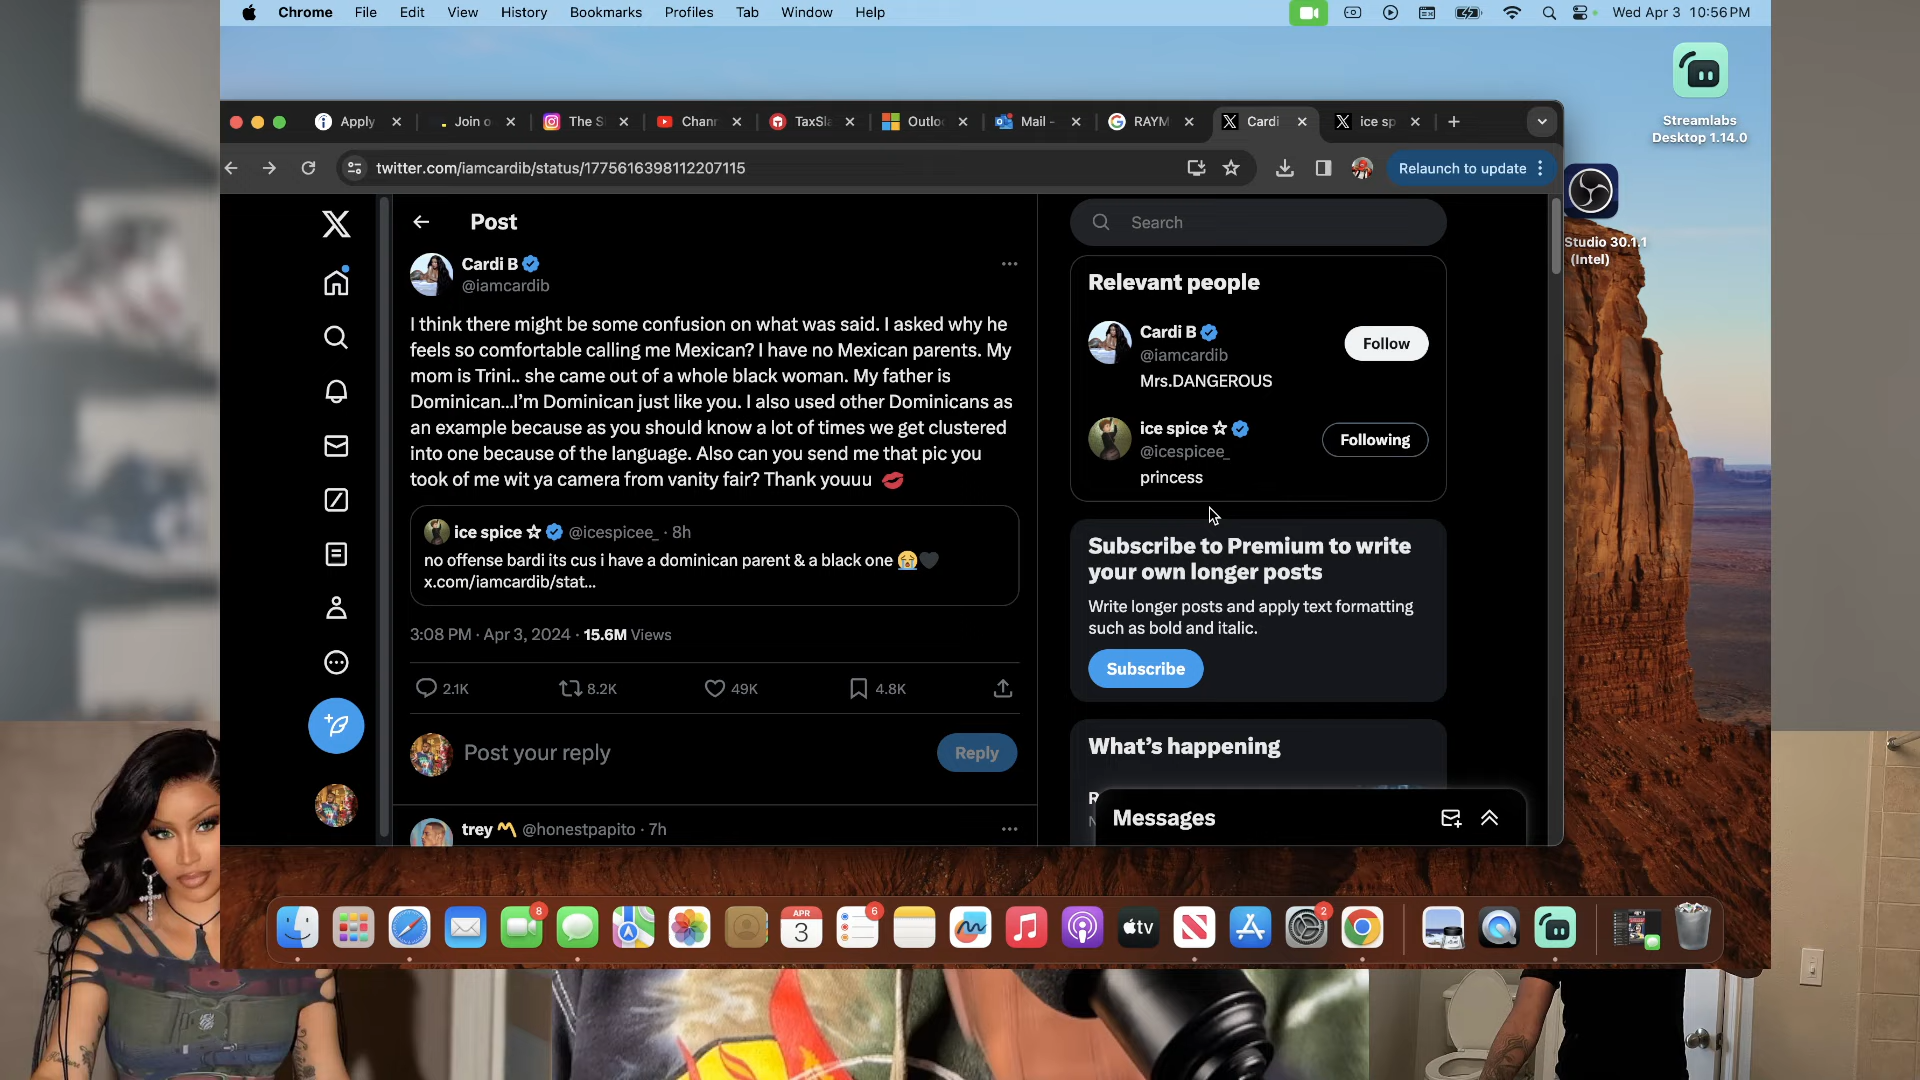 Chrome File Edit View History Bookmarks Profiles Tab Window Help
Wed Apr 3 10:56 PM
Streamlabs
Desktop 1.14.0
Studio 30.1.1
(Intel)
Apply
Join o
The S
Chann
TaxSla
Outlo
Mail -
RAYM
Cardi
ice sp
twitter.com/iamcardib/status/1775616398112207115
Relaunch to update
Post
Cardi B
@iamcardib
I think there might be some confusion on what was said. I asked why he
feels so comfortable calling me Mexican? I have no Mexican parents. My
mom is Trini.. she came out of a whole black woman. My father is
Dominican...I’m Dominican just like you. I also used other Dominicans as
an example because as you should know a lot of times we get clustered
into one because of the language. Also can you send me that pic you
took of me wit ya camera from vanity fair? Thank youuu 💋
ice spice ☆ @icespicee_ · 8h
no offense bardi its cus i have a dominican parent & a black one 😭🖤
x.com/iamcardib/stat...
3:08 PM · Apr 3, 2024 · 15.6M Views
2.1K 8.2K 49K 4.8K
Post your reply
Reply
trey @honestpapito · 7h
Search
Relevant people
Cardi B
@iamcardib
Follow
Mrs.DANGEROUS
ice spice ☆
@icespicee_
Following
princess
Subscribe to Premium to write
your own longer posts
Write longer posts and apply text formatting
such as bold and italic.
Subscribe
What’s happening
Messages
8
APR
3
6
tv
2